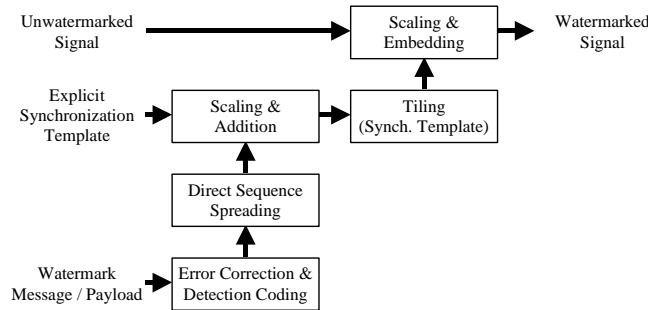 Unwatermarked
Signal
Scaling &
Embedding
Watermarked
Signal
Explicit
Synchronization
Template
Scaling &
Addition
Tiling
(Synch. Template)
Direct Sequence
Spreading
Watermark
Message / Payload
Error Correction &
Detection Coding